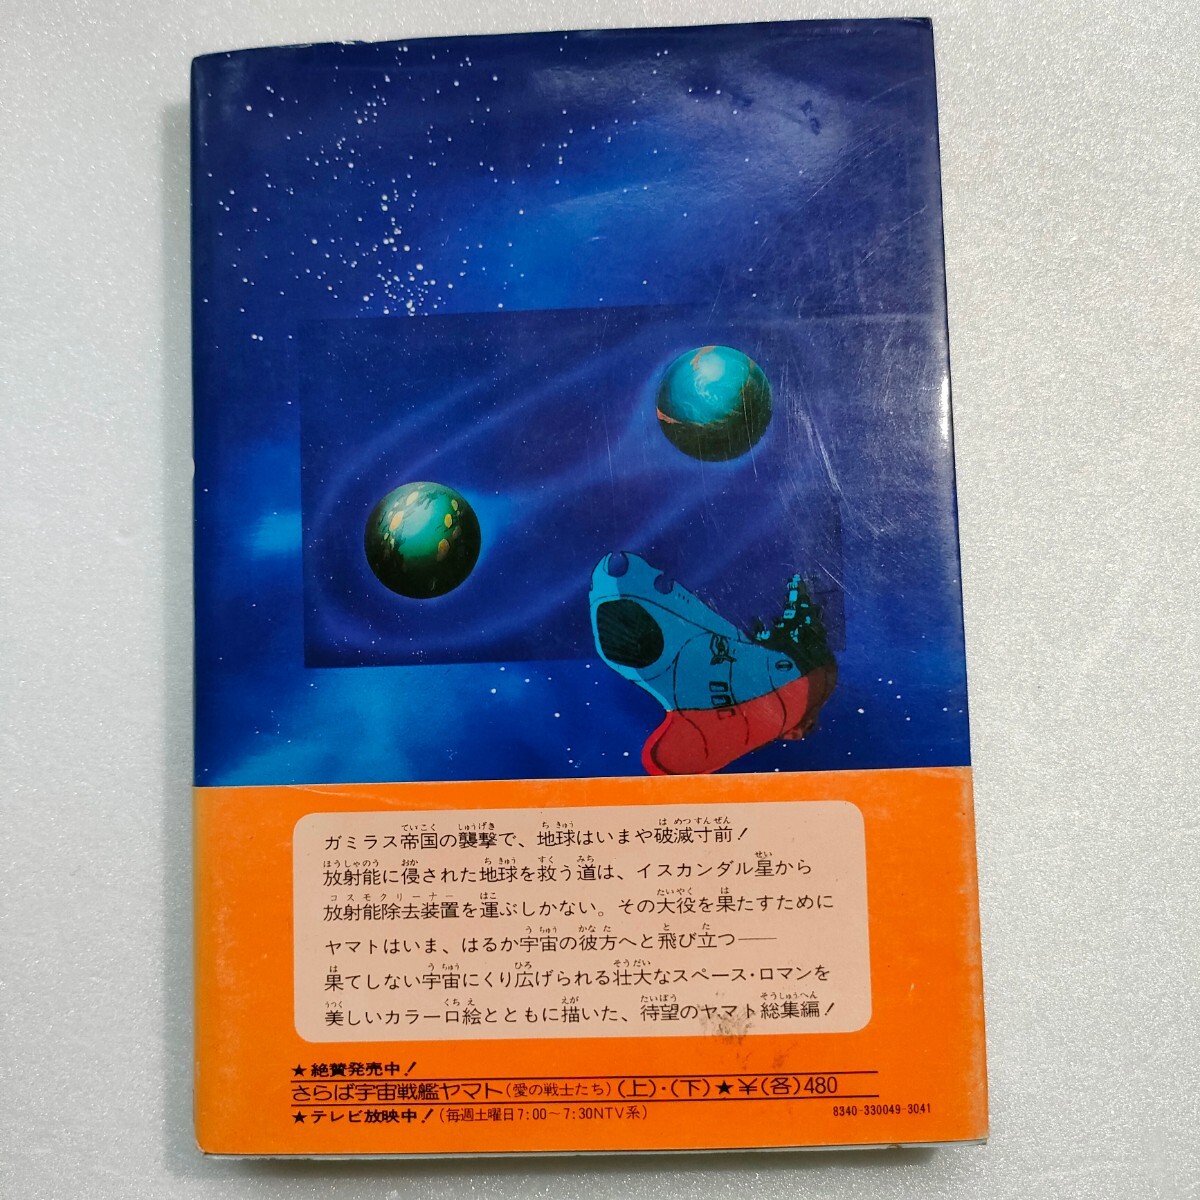 ガミラス帝国の襲撃で、地球はいまや破滅寸前！
放射能に侵された地球を救う道は、イスカンダル星から
放射能除去装置を運ぶしかない。その大役を果たすために
ヤマトはいま、はるか宇宙の彼方へと飛び立つ——
果てしない宇宙にくり広げられる壮大なスペース・ロマンを
美しいカラー口絵とともに描いた、待望のヤマト総集編！
★絶賛発売中！
さらば宇宙戦艦ヤマト（愛の戦士たち）（上）・（下）★￥（各）480
★テレビ放映中！（毎週土曜日7：00〜7：30NTV系）
8340-330049-3041